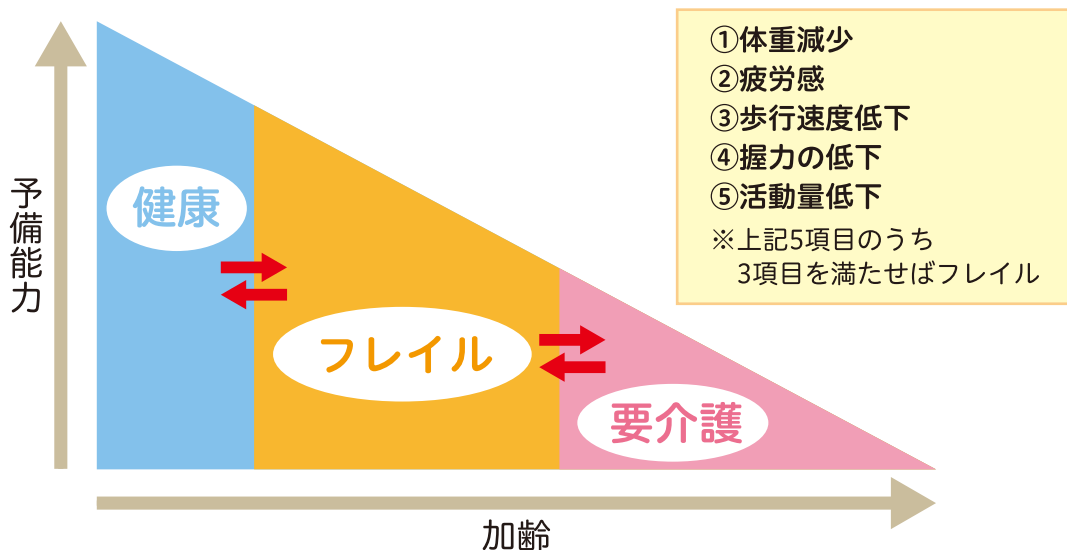 予備能力
健康
フレイル
要介護
加齢
①体重減少
②疲労感
③歩行速度低下
④握力の低下
⑤活動量低下
※上記5項目のうち
3項目を満たせばフレイル